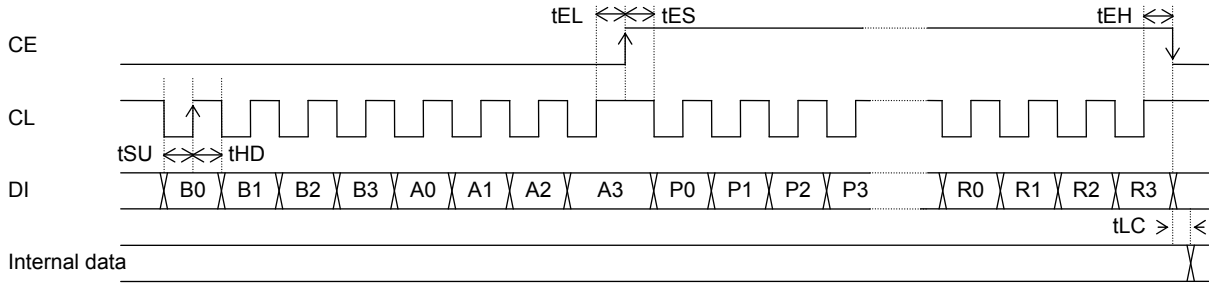 tEL tES tEH
CE
CL
tSU tHD
DI B0 B1 B2 B3 A0 A1 A2 A3 P0 P1 P2 P3 R0 R1 R2 R3
tLC
Internal data